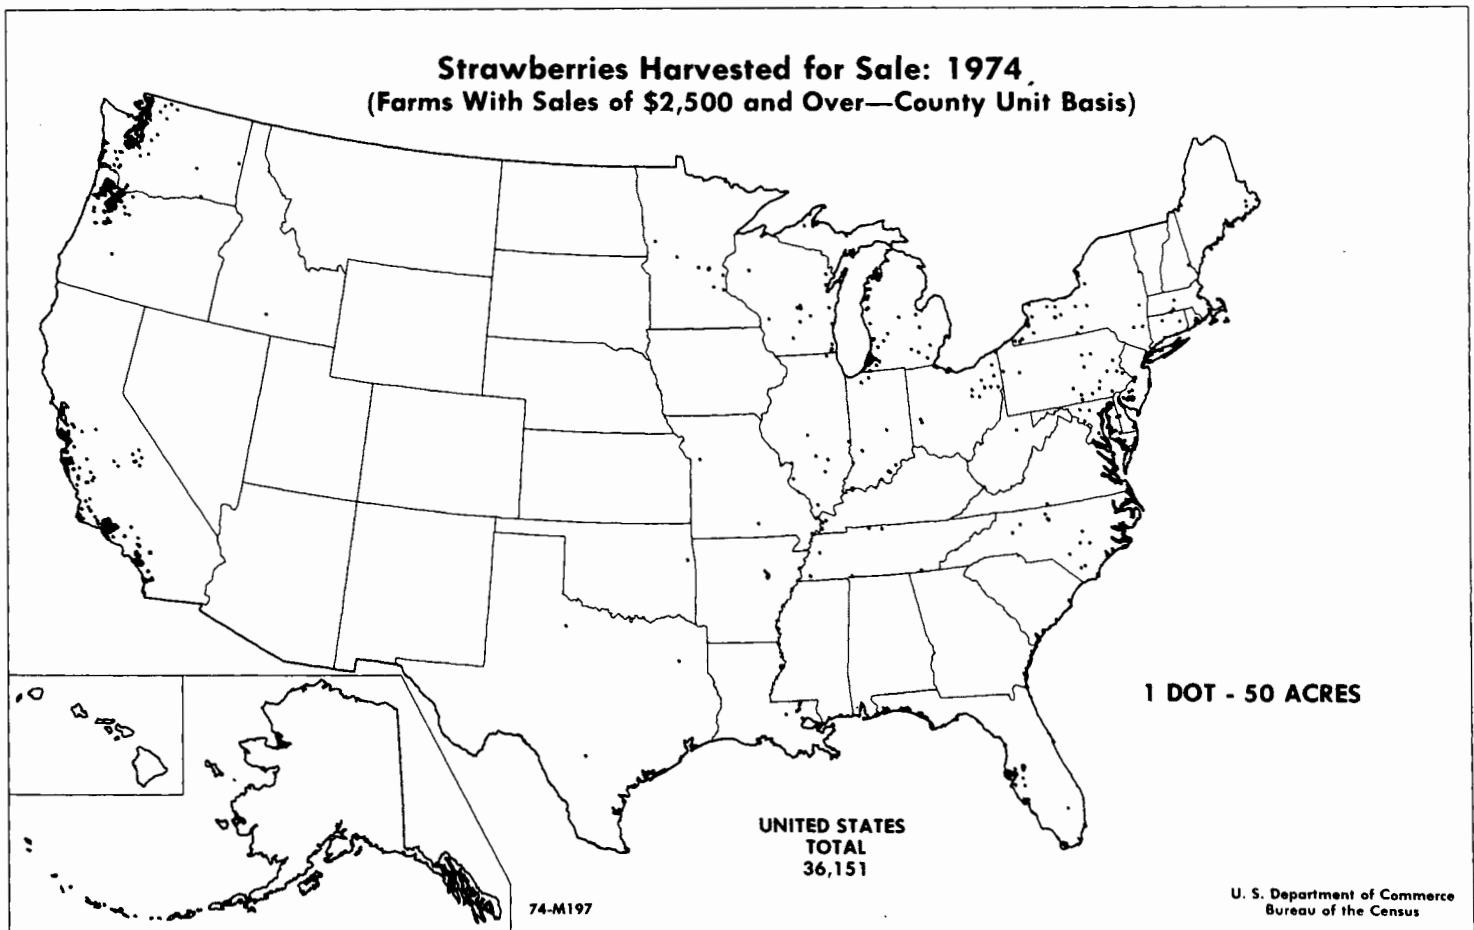 Strawberries Harvested for Sale: 1974
(Farms With Sales of $2,500 and Over—County Unit Basis)
1 DOT - 50 ACRES
UNITED STATES
TOTAL
36,151
74-M197
U. S. Department of Commerce
Bureau of the Census